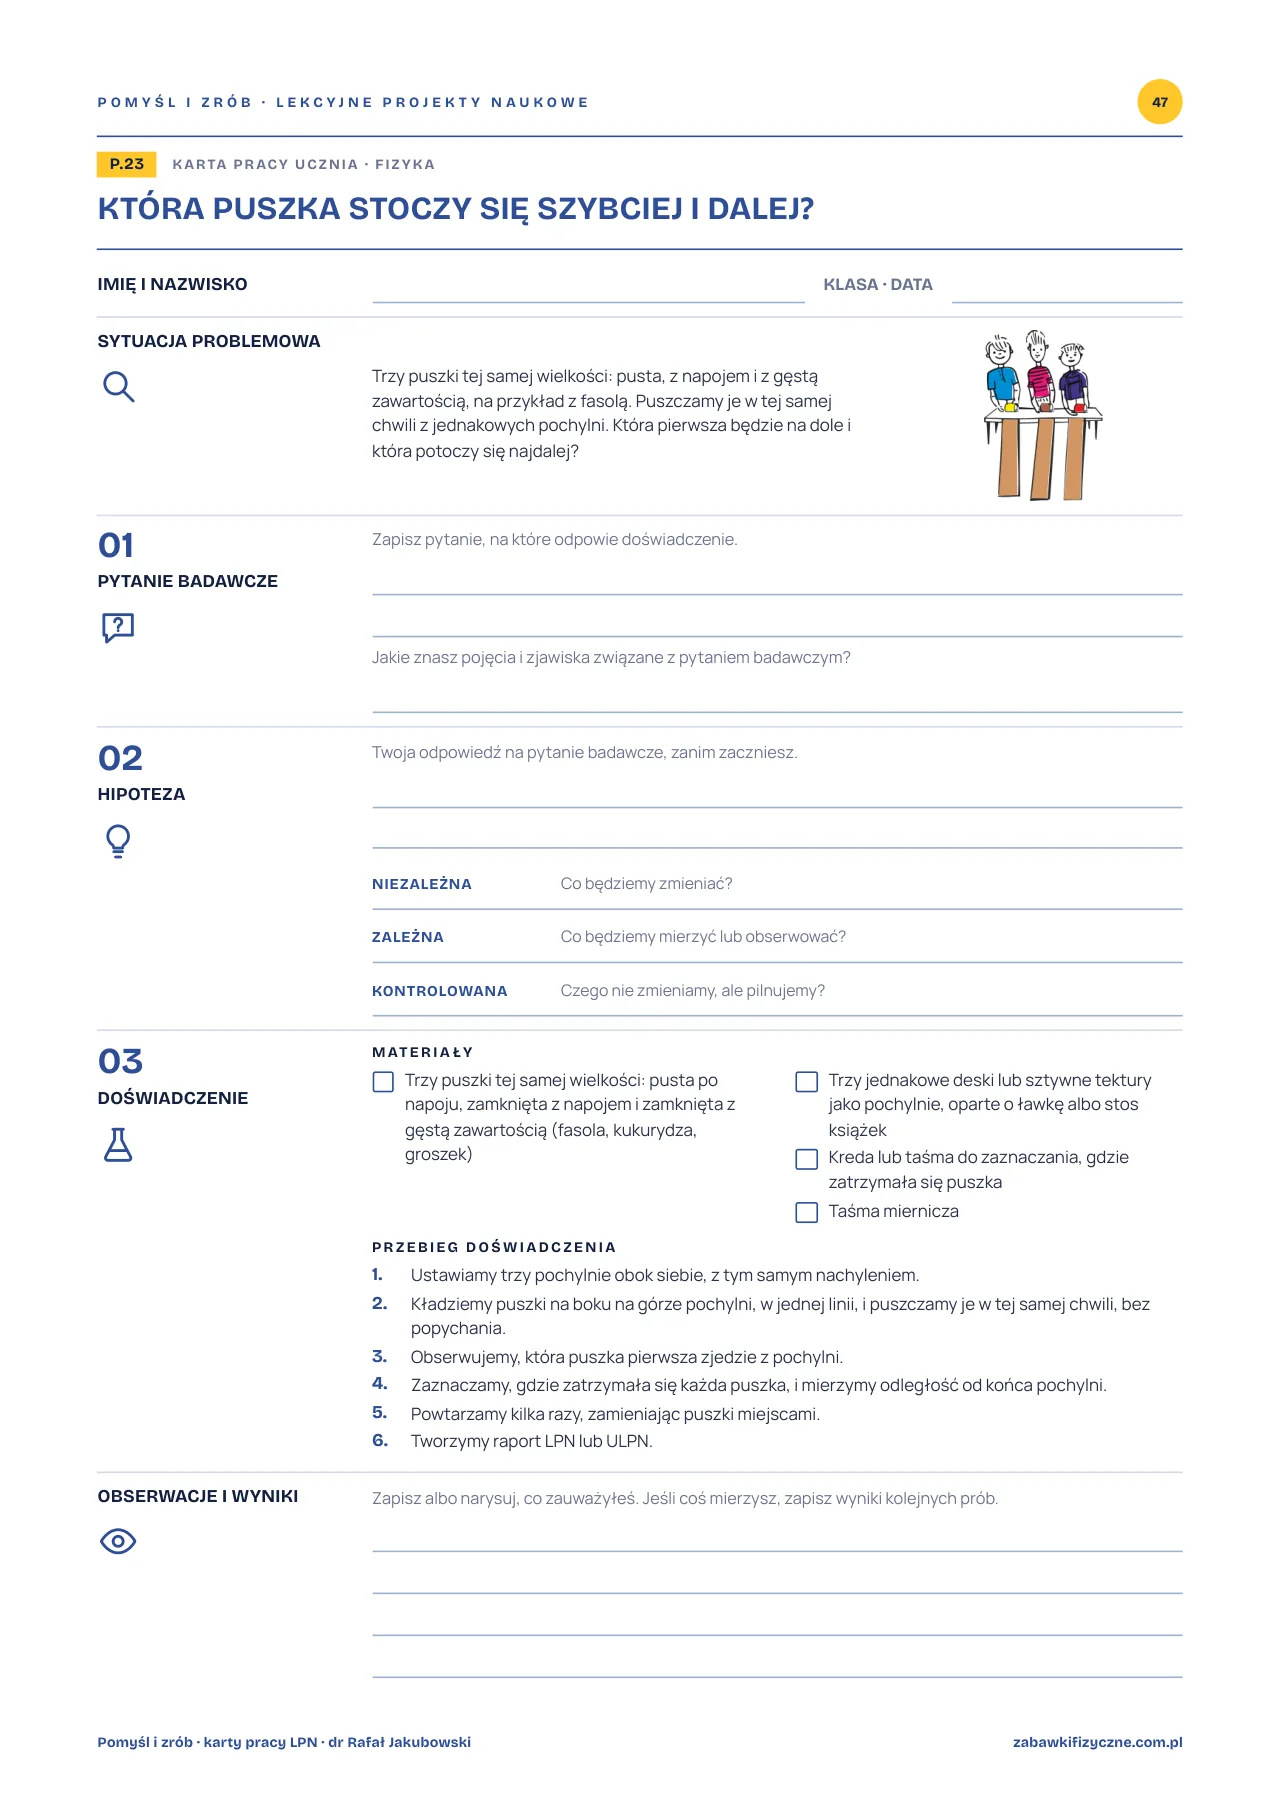 POMYŚL I ZRÓB · LEKCYJNE PROJEKTY NAUKOWE
47
P.23
KARTA PRACY UCZNIA · FIZYKA
KTÓRA PUSZKA STOCZY SIĘ SZYBCIEJ I DALEJ?
IMIĘ I NAZWISKO
KLASA · DATA
SYTUACJA PROBLEMOWA
Trzy puszki tej samej wielkości: pusta, z napojem i z gęstą
zawartością, na przykład z fasolą. Puszczamy je w tej samej
chwili z jednakowych pochylni. Która pierwsza będzie na dole i
która potoczy się najdalej?
01
PYTANIE BADAWCZE
Zapisz pytanie, na które odpowie doświadczenie.
Jakie znasz pojęcia i zjawiska związane z pytaniem badawczym?
02
HIPOTEZA
Twoja odpowiedź na pytanie badawcze, zanim zaczniesz.
NIEZALEŻNA
Co będziemy zmieniać?
ZALEŻNA
Co będziemy mierzyć lub obserwować?
KONTROLOWANA
Czego nie zmieniamy, ale pilnujemy?
03
DOŚWIADCZENIE
MATERIAŁY
Trzy puszki tej samej wielkości: pusta po
napoju, zamknięta z napojem i zamknięta z
gęstą zawartością (fasola, kukurydza,
groszek)
Trzy jednakowe deski lub sztywne tektury
jako pochylnie, oparte o ławkę albo stos
książek
Kreda lub taśma do zaznaczania, gdzie
zatrzymała się puszka
Taśma miernicza
PRZEBIEG DOŚWIADCZENIA
1. Ustawiamy trzy pochylnie obok siebie, z tym samym nachyleniem.
2. Kładziemy puszki na boku na górze pochylni, w jednej linii, i puszczamy je w tej samej chwili, bez
popychania.
3. Obserwujemy, która puszka pierwsza zjedzie z pochylni.
4. Zaznaczamy, gdzie zatrzymała się każda puszka, i mierzymy odległość od końca pochylni.
5. Powtarzamy kilka razy, zamieniając puszki miejscami.
6. Tworzymy raport LPN lub ULPN.
OBSERWACJE I WYNIKI
Zapisz albo narysuj, co zauważyłeś. Jeśli coś mierzysz, zapisz wyniki kolejnych prób.
Pomyśl i zrób · karty pracy LPN · dr Rafał Jakubowski
zabawkifizyczne.com.pl